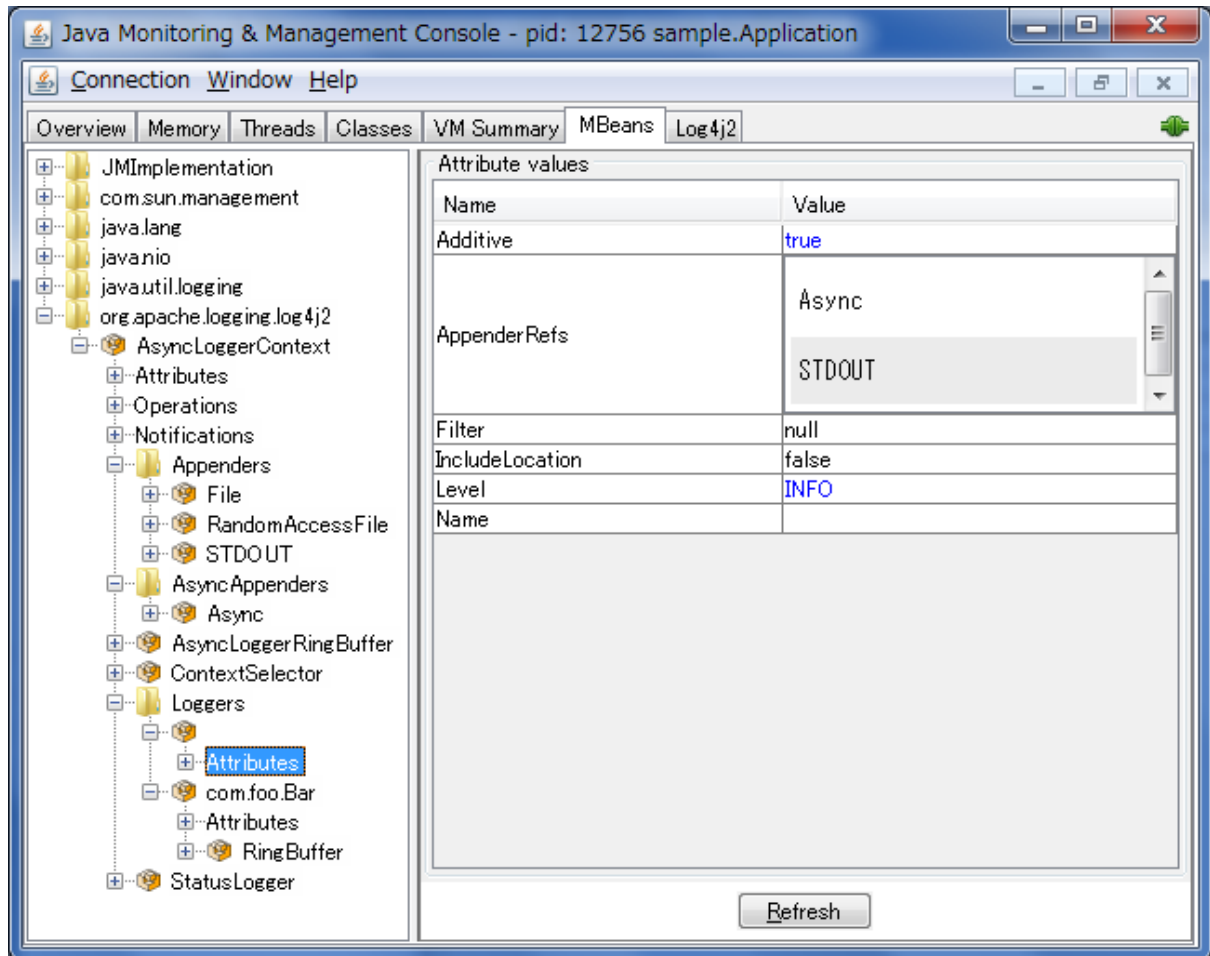 Java Monitoring & Management Console - pid: 12756 sample.Application
Connection Window Help
Overview Memory Threads Classes VM Summary MBeans Log4j2
JMImplementation
com.sun.management
java.lang
java.nio
java.util.logging
org.apache.logging.log4j2
AsyncLoggerContext
Attributes
Operations
Notifications
Appenders
File
RandomAccessFile
STDOUT
AsyncAppenders
Async
AsyncLoggerRingBuffer
ContextSelector
Loggers
Attributes
com.foo.Bar
Attributes
RingBuffer
StatusLogger
Attribute values
Name Value
Additive true
AppenderRefs
Async
STDOUT
Filter null
IncludeLocation false
Level INFO
Name
Refresh